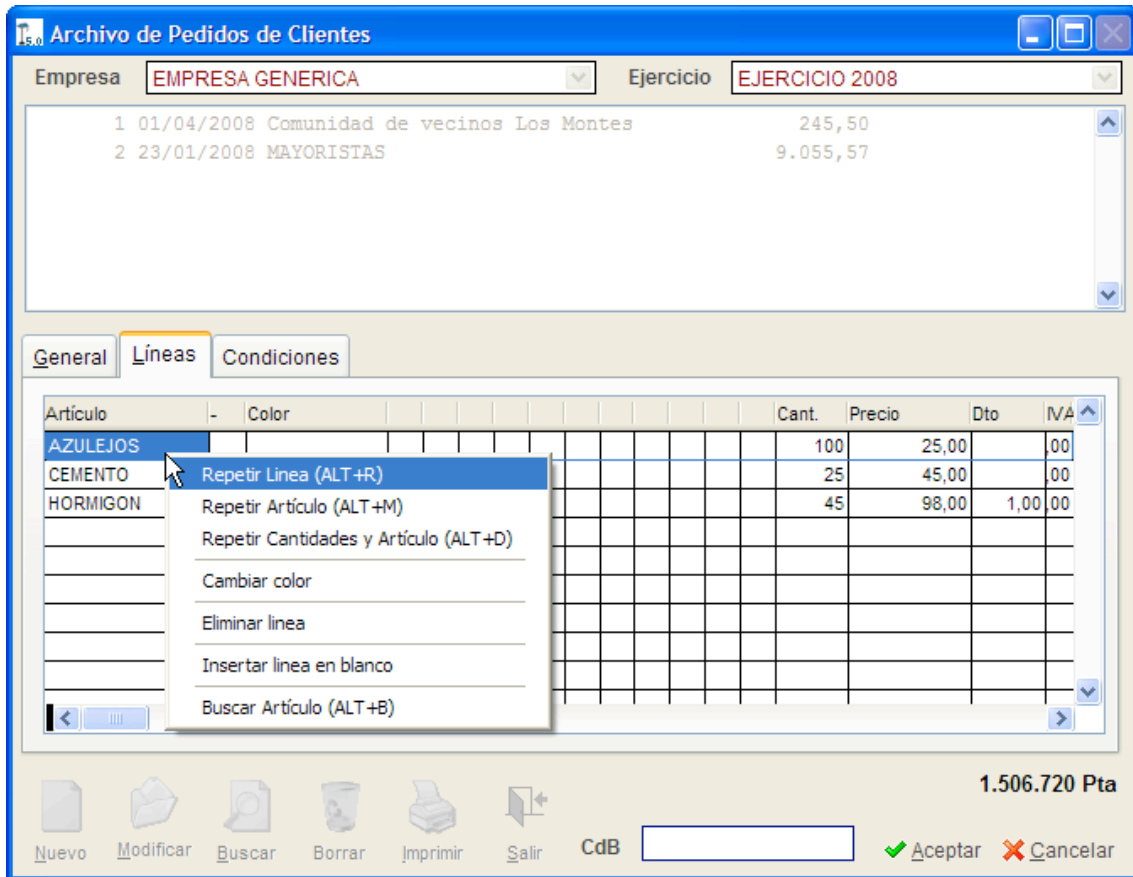 5.0 Archivo de Pedidos de Clientes
Empresa EMPRESA GENERICA Ejercicio EJERCICIO 2008
1 01/04/2008 Comunidad de vecinos Los Montes 245,50
2 23/01/2008 MAYORISTAS 9.055,57
General Líneas Condiciones
Artículo - Color Cant. Precio Dto IVA
AZULEJOS 100 25,00 ,00
CEMENTO 25 45,00 ,00
HORMIGON 45 98,00 1,00 ,00
Repetir Linea (ALT+R)
Repetir Artículo (ALT+M)
Repetir Cantidades y Artículo (ALT+D)
Cambiar color
Eliminar linea
Insertar linea en blanco
Buscar Artículo (ALT+B)
1.506.720 Pta
Nuevo Modificar Buscar Borrar Imprimir Salir CdB Aceptar Cancelar